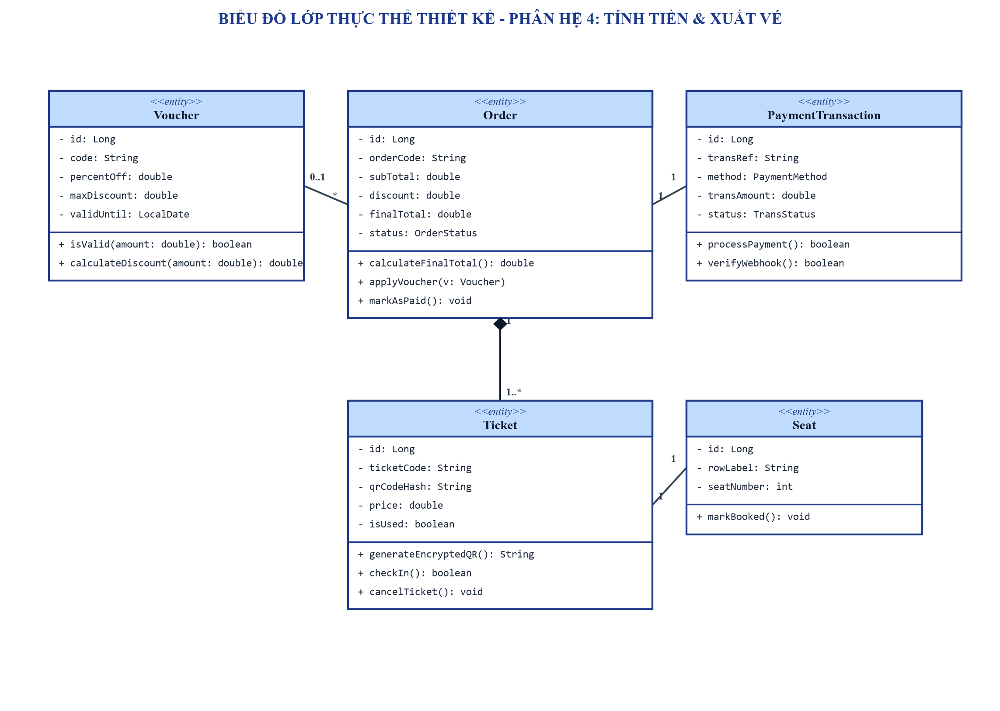 BIỂU ĐỒ LỚP THỰC THỂ THIẾT KẾ - PHÂN HỆ 4: TÍNH TIỀN & XUẤT VÉ
<<entity>>
Voucher
- id: Long
- code: String
- percentOff: double
- maxDiscount: double
- validUntil: LocalDate
+ isValid(amount: double): boolean
+ calculateDiscount(amount: double): double
0..1
*
<<entity>>
Order
- id: Long
- orderCode: String
- subTotal: double
- discount: double
- finalTotal: double
- status: OrderStatus
+ calculateFinalTotal(): double
+ applyVoucher(v: Voucher)
+ markAsPaid(): void
1
1
<<entity>>
PaymentTransaction
- id: Long
- transRef: String
- method: PaymentMethod
- transAmount: double
- status: TransStatus
+ processPayment(): boolean
+ verifyWebhook(): boolean
1
1..*
<<entity>>
Ticket
- id: Long
- ticketCode: String
- qrCodeHash: String
- price: double
- isUsed: boolean
+ generateEncryptedQR(): String
+ checkIn(): boolean
+ cancelTicket(): void
1
1
<<entity>>
Seat
- id: Long
- rowLabel: String
- seatNumber: int
+ markBooked(): void